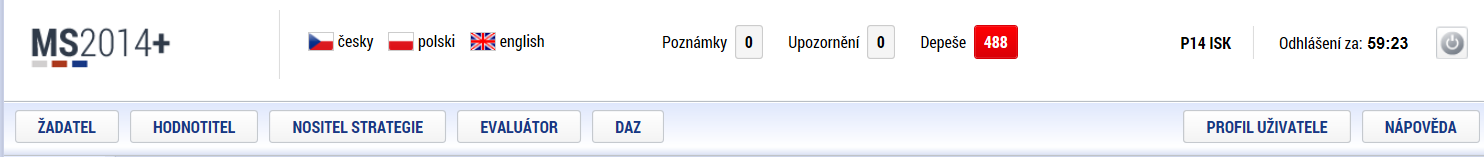 MS2014+ česky polski english Poznámky 0 Upozornění 0 Depeše 488 P14 ISK Odhlášení za: 59:23
ŽADATEL HODNOTITEL NOSITEL STRATEGIE EVALUÁTOR DAZ PROFIL UŽIVATELE NÁPOVĚDA